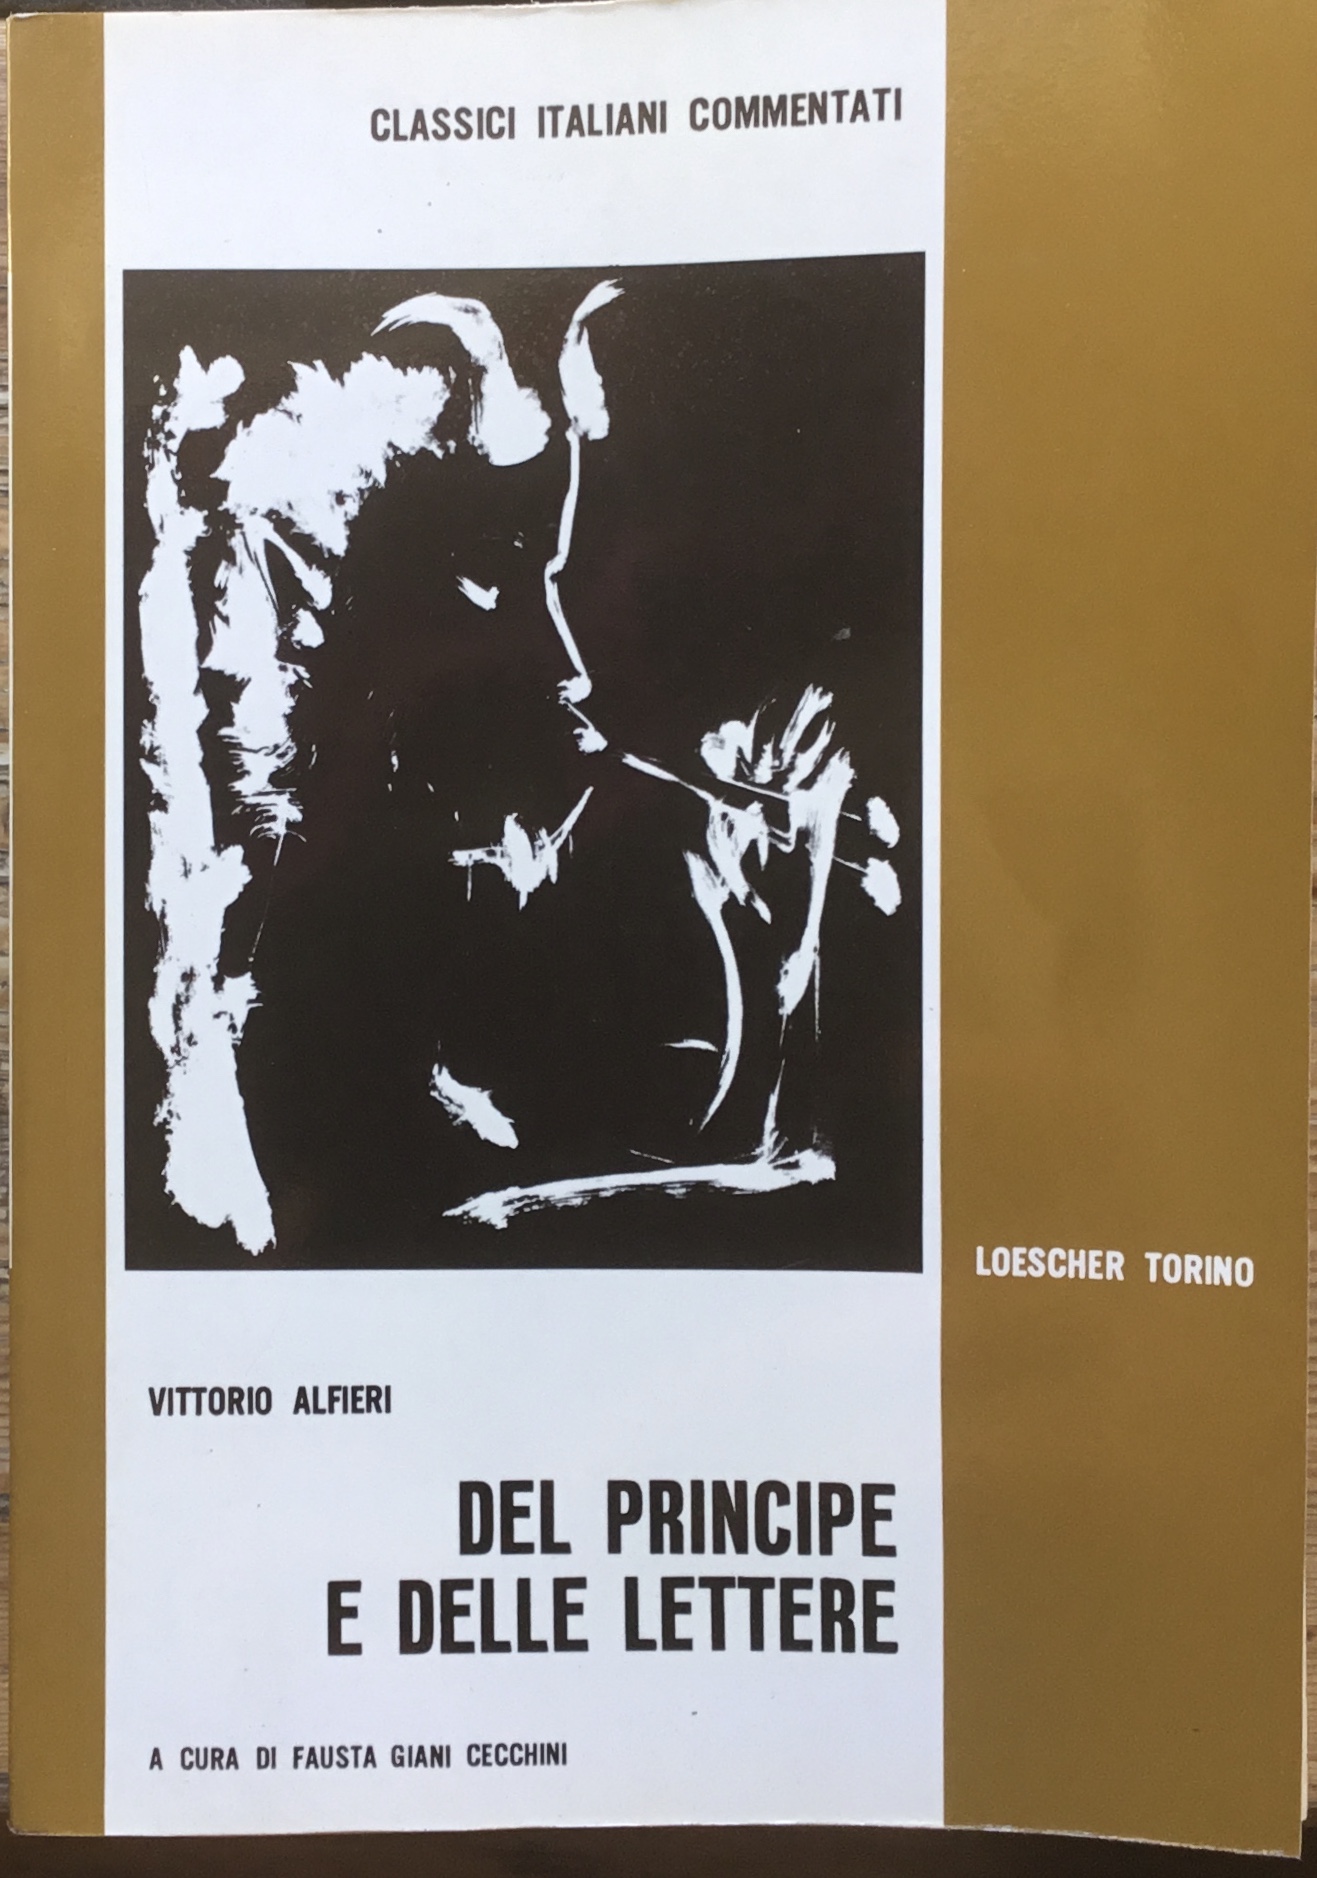 CLASSICI ITALIANI COMMENTATI
LOESCHER TORINO
VITTORIO ALFIERI
DEL PRINCIPE
E DELLE LETTERE
A CURA DI FAUSTA GIANI CECCHINI